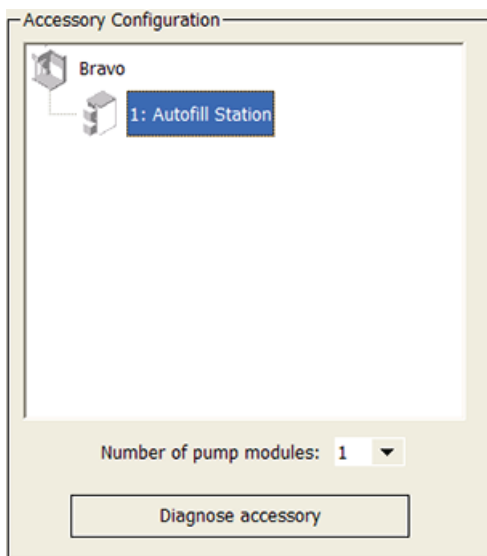 Accessory Configuration
Bravo
1: Autofill Station
Number of pump modules: 1
Diagnose accessory